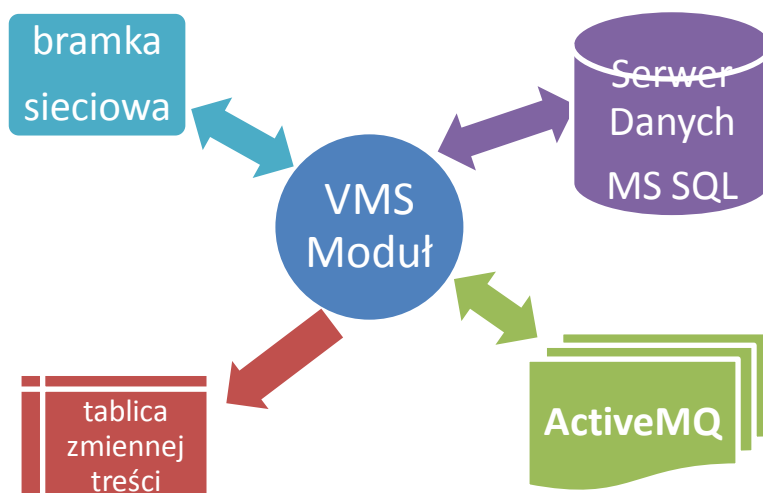 bramka
sieciowa
Serwer
Danych
MS SQL
VMS
Moduł
tablica
zmiennej
treści
ActiveMQ